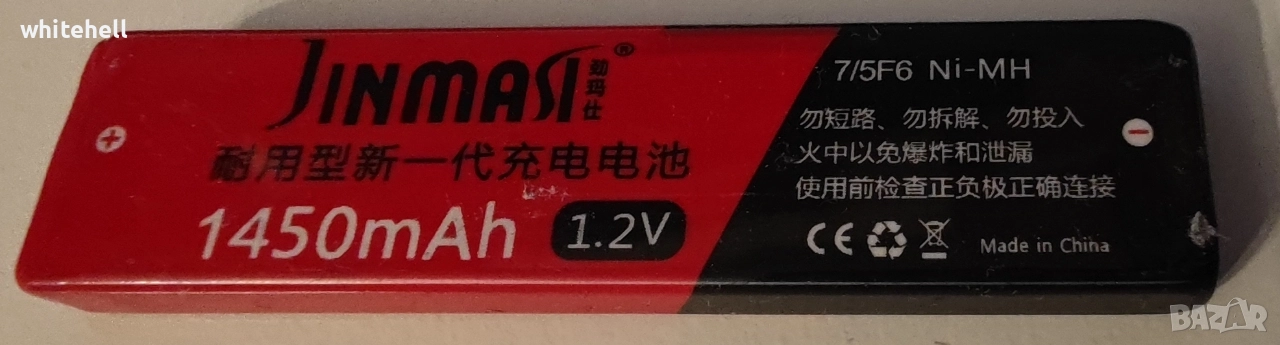 whitehell
JINMASI®
劲玛仕
耐用型新一代充电电池
1450mAh
1.2V
7/5F6 Ni-MH
勿短路、勿拆解、勿投入
火中以免爆炸和泄漏
使用前检查正负极正确连接
CE
Made in China
BAZAR